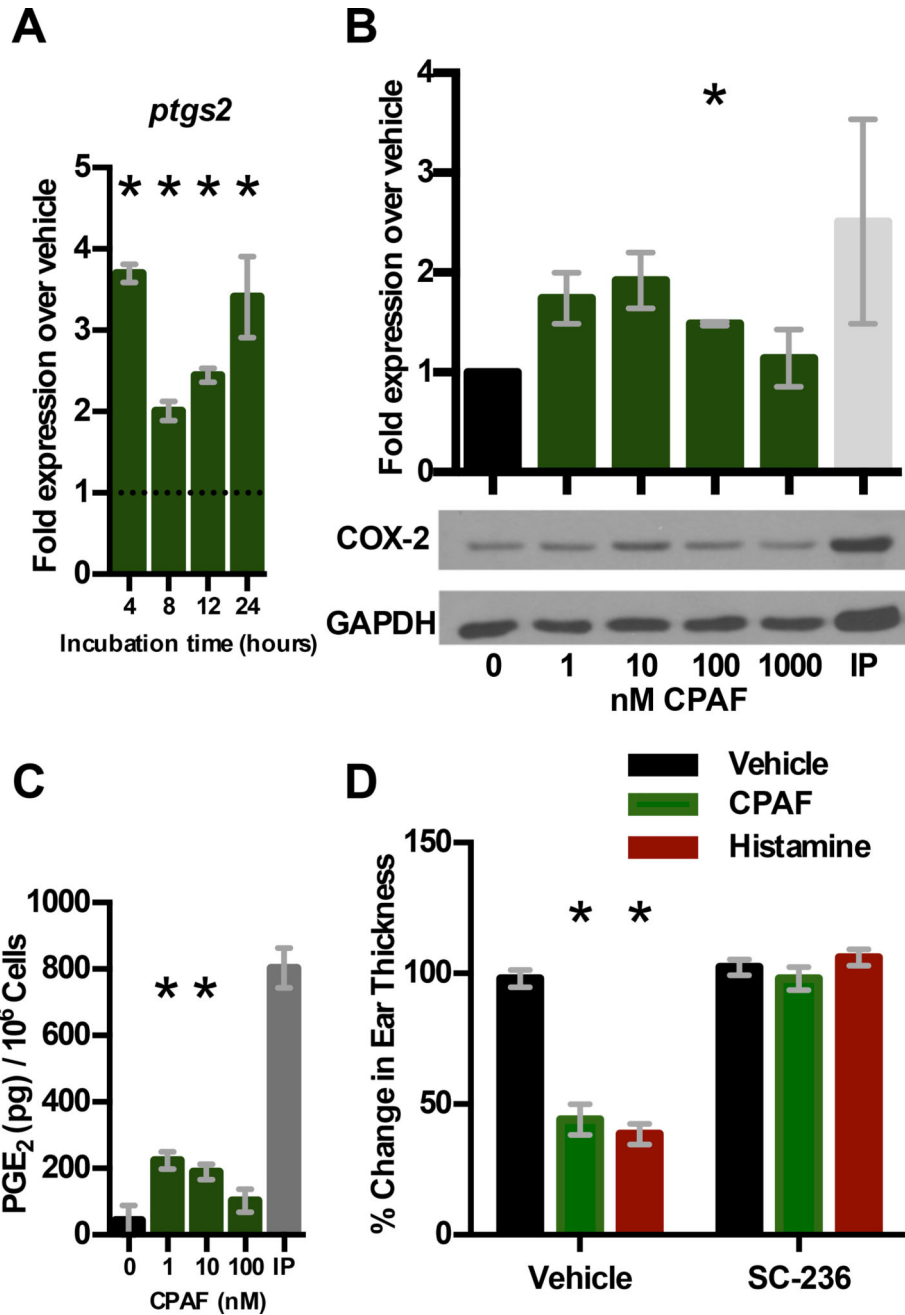 A
ptgs2
Fold expression over vehicle
5
4
3
2
1
0
* * * *
4 8 12 24
Incubation time (hours)
B
Fold expression over vehicle
4
3
2
1
0
*
COX-2
GAPDH
0 1 10 100 1000 IP
nM CPAF
C
PGE2 (pg) / 10^6 Cells
1000
800
600
400
200
0
* *
0 1 10 100 IP
CPAF (nM)
D
Vehicle
CPAF
Histamine
% Change in Ear Thickness
150
100
50
0
* *
Vehicle SC-236